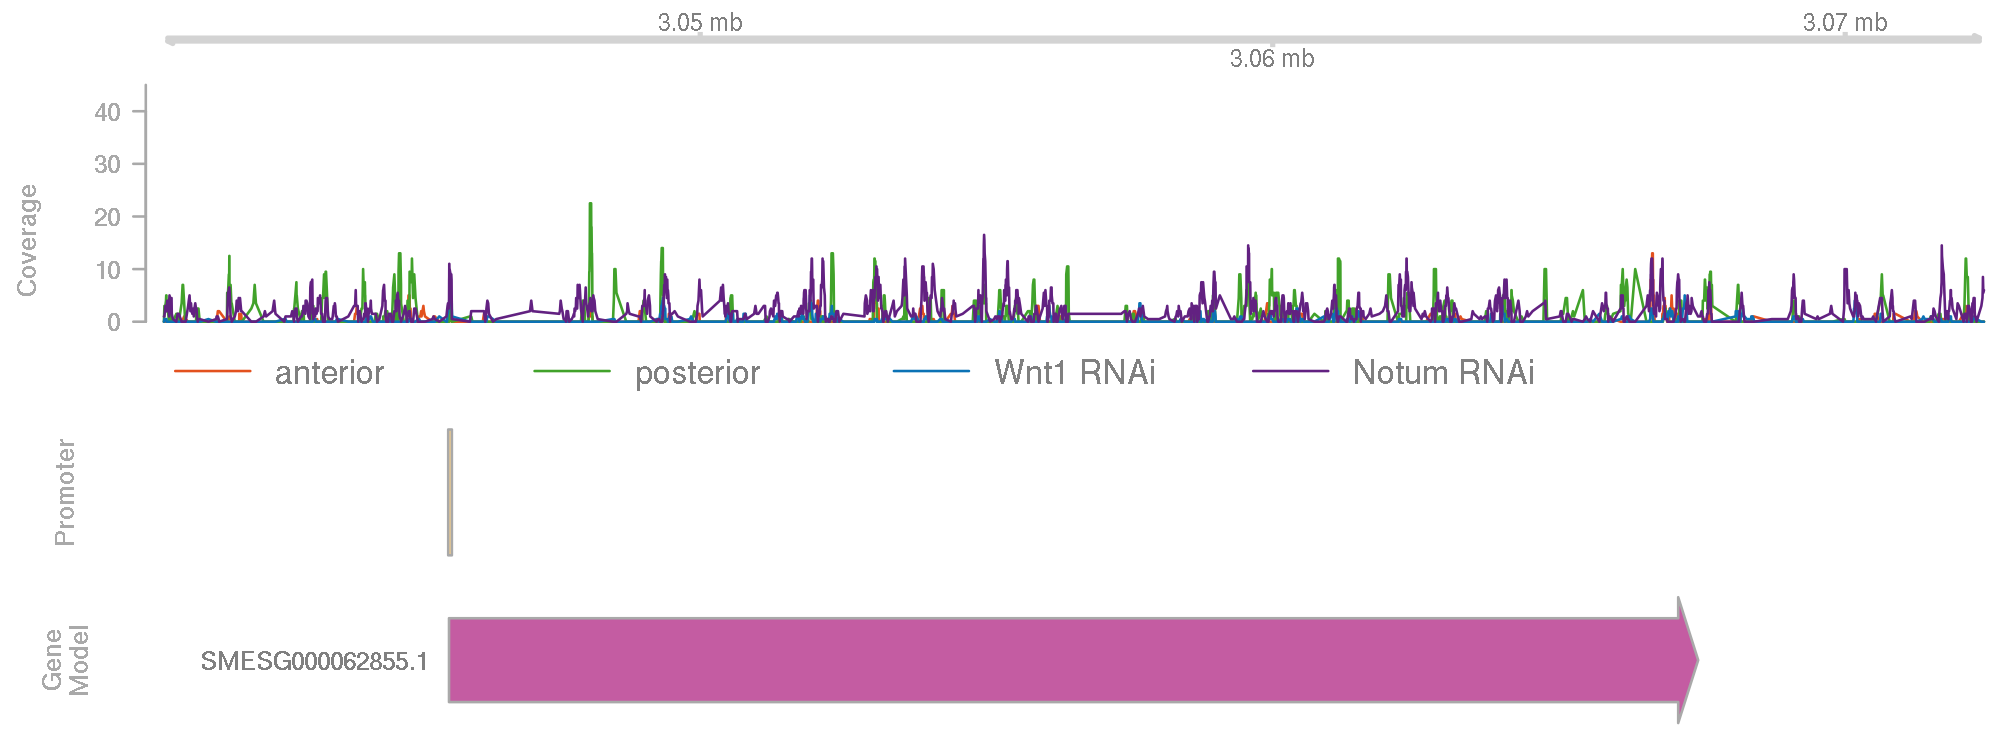 3.05 mb
3.07 mb
3.06 mb
Coverage
40
30
20
10
0
anterior
posterior
Wnt1 RNAi
Notum RNAi
Promoter
Gene
Model
SMESG000062855.1